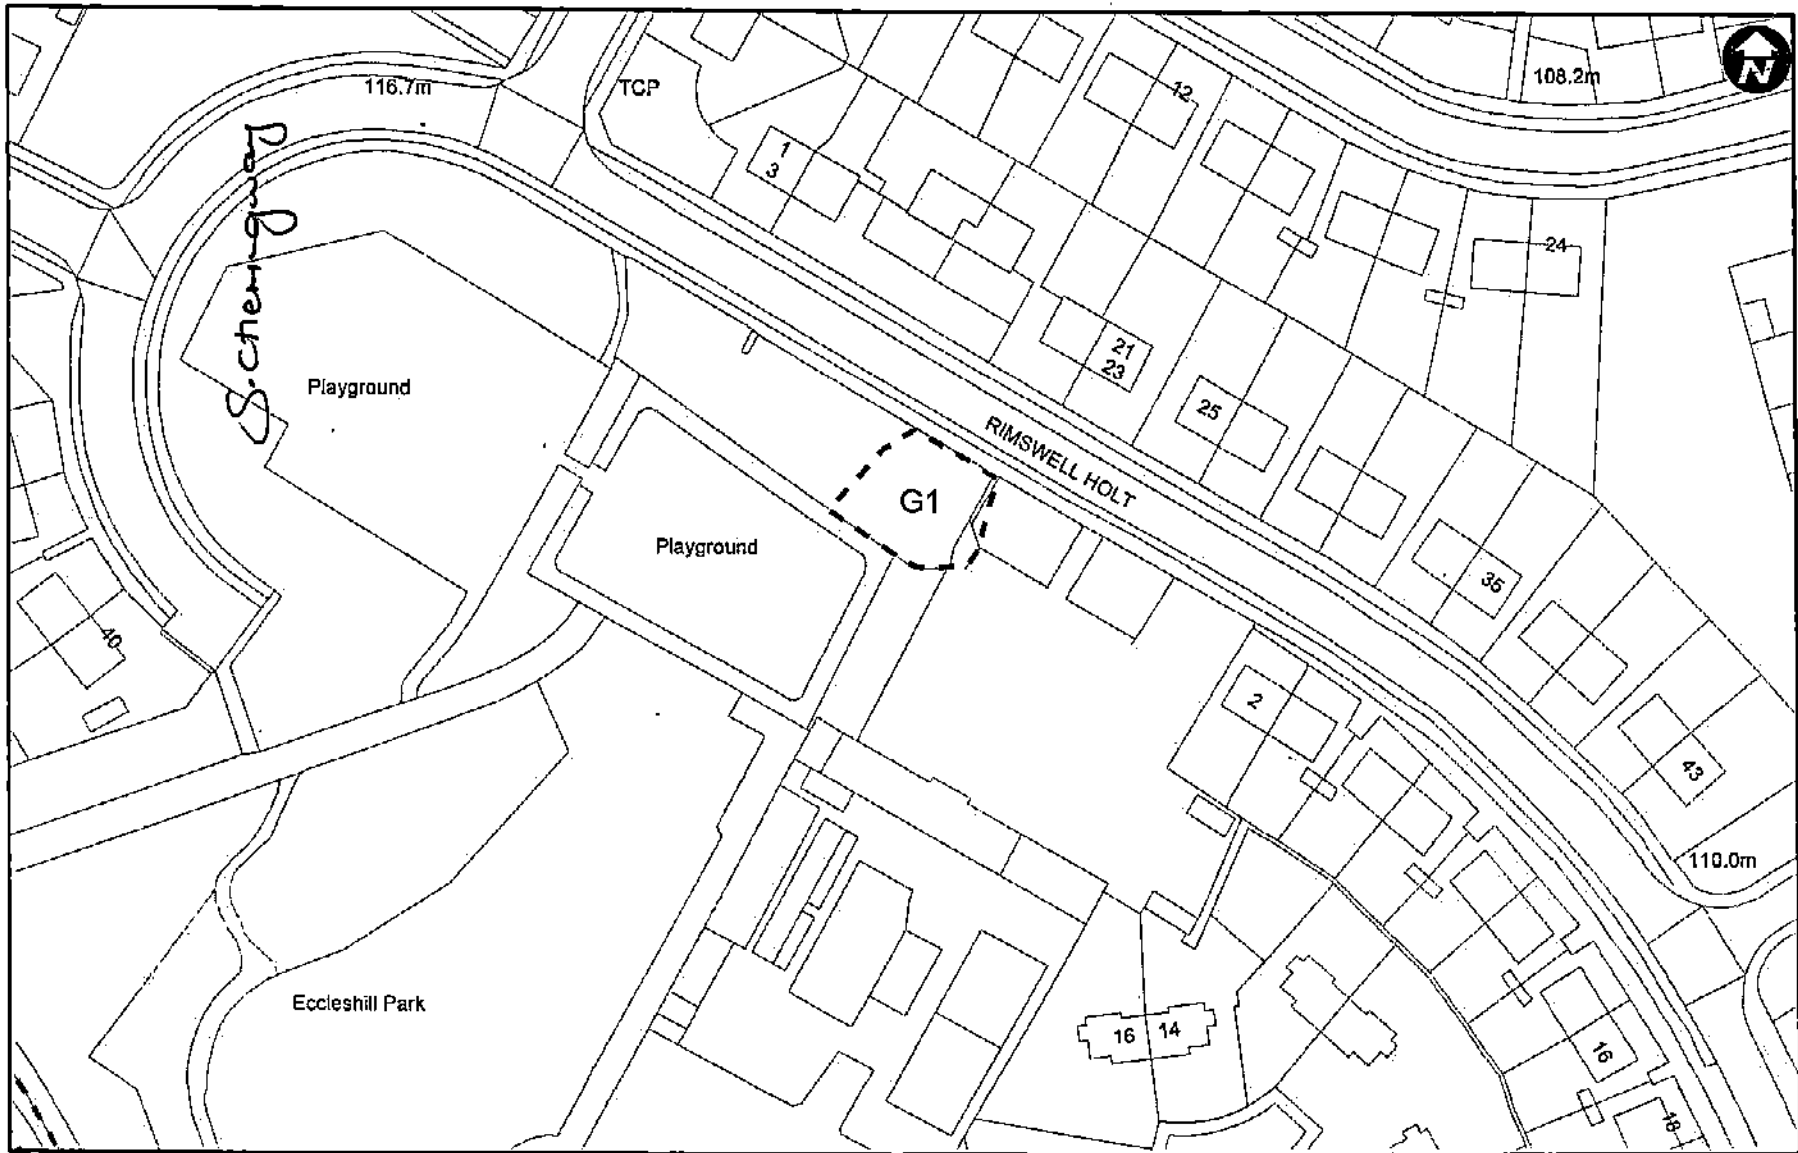 116.7m
TCP
12
108.2m
N
1
3
24
Playground
21
23
25
RIMSWELL HOLT
G1
Playground
35
40
2
43
110.0m
Eccleshill Park
16 14
16
18